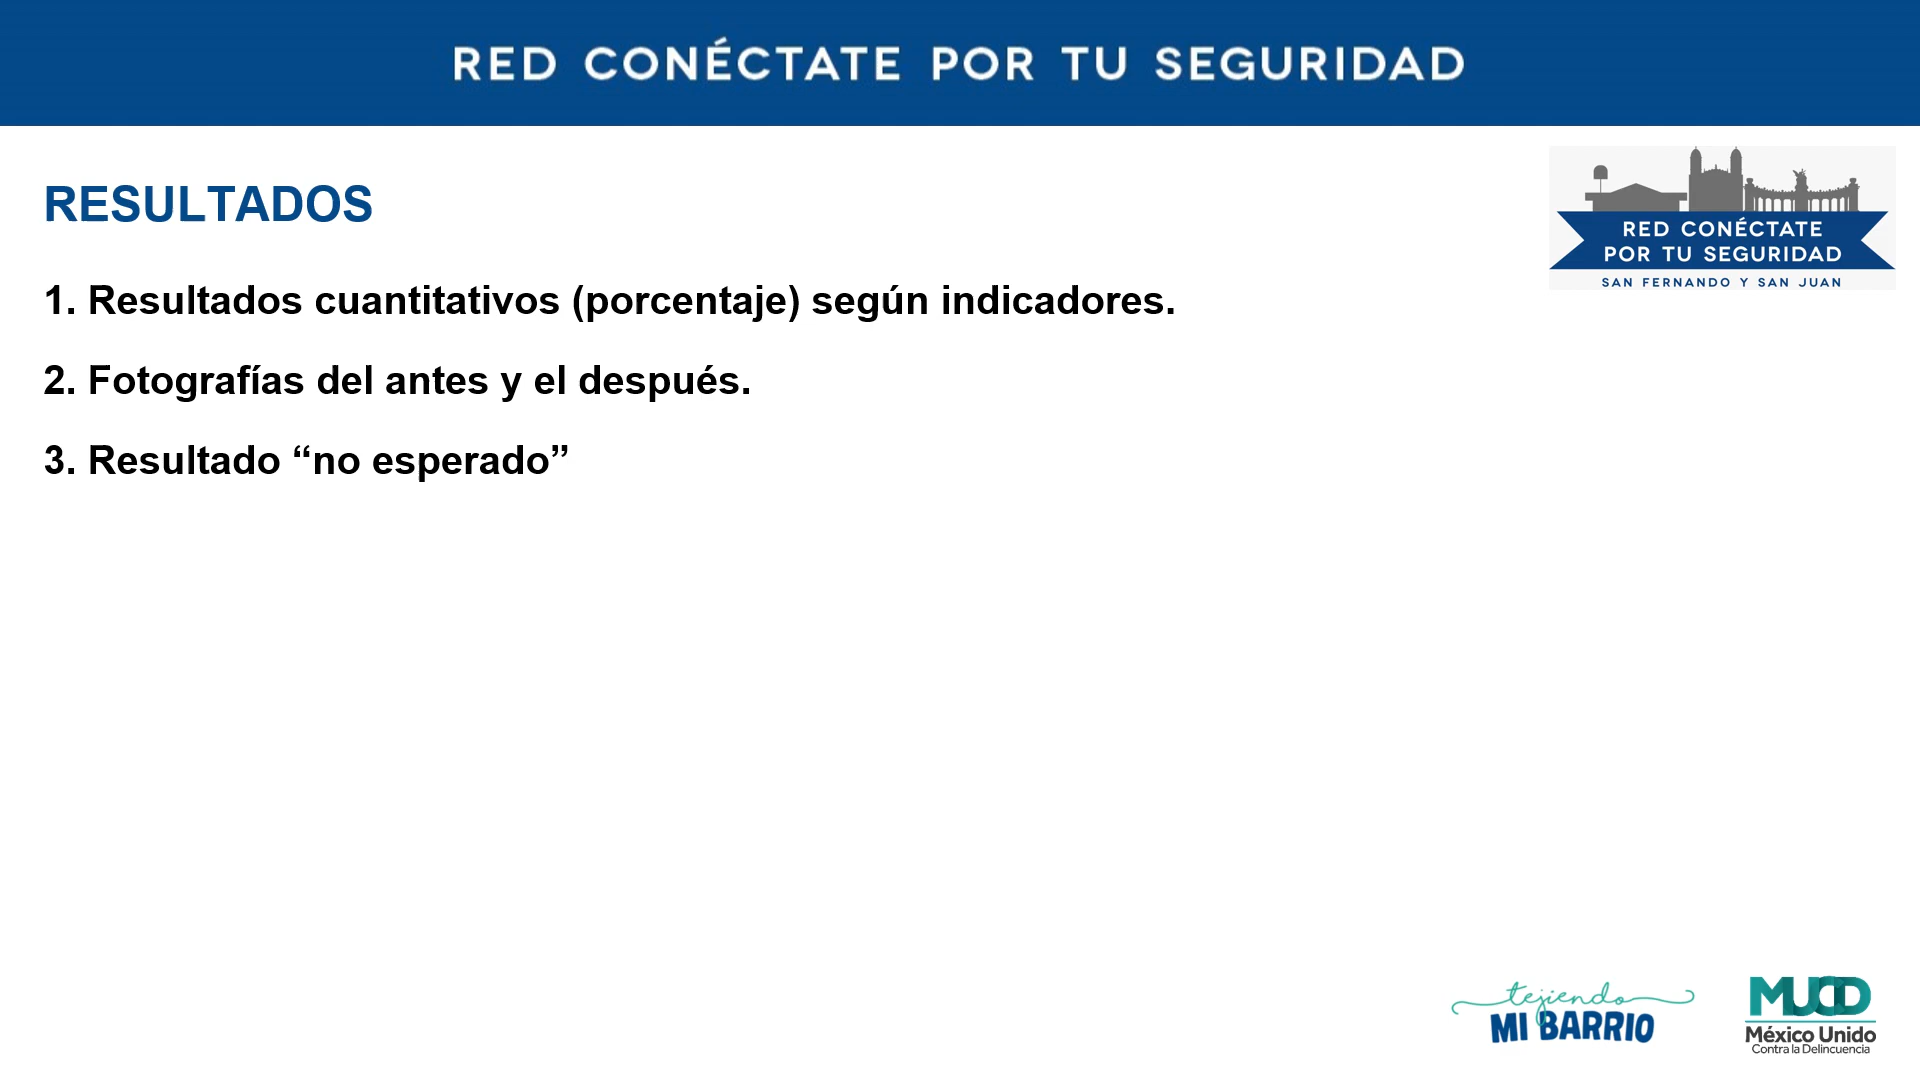 RED CONÉCTATE POR TU SEGURIDAD
RESULTADOS
RED CONÉCTATE
POR TU SEGURIDAD
SAN FERNANDO Y SAN JUAN
1. Resultados cuantitativos (porcentaje) según indicadores.
2. Fotografías del antes y el después.
3. Resultado “no esperado”
tejiendo
MI BARRIO
MUCD
México Unido
Contra la Delincuencia